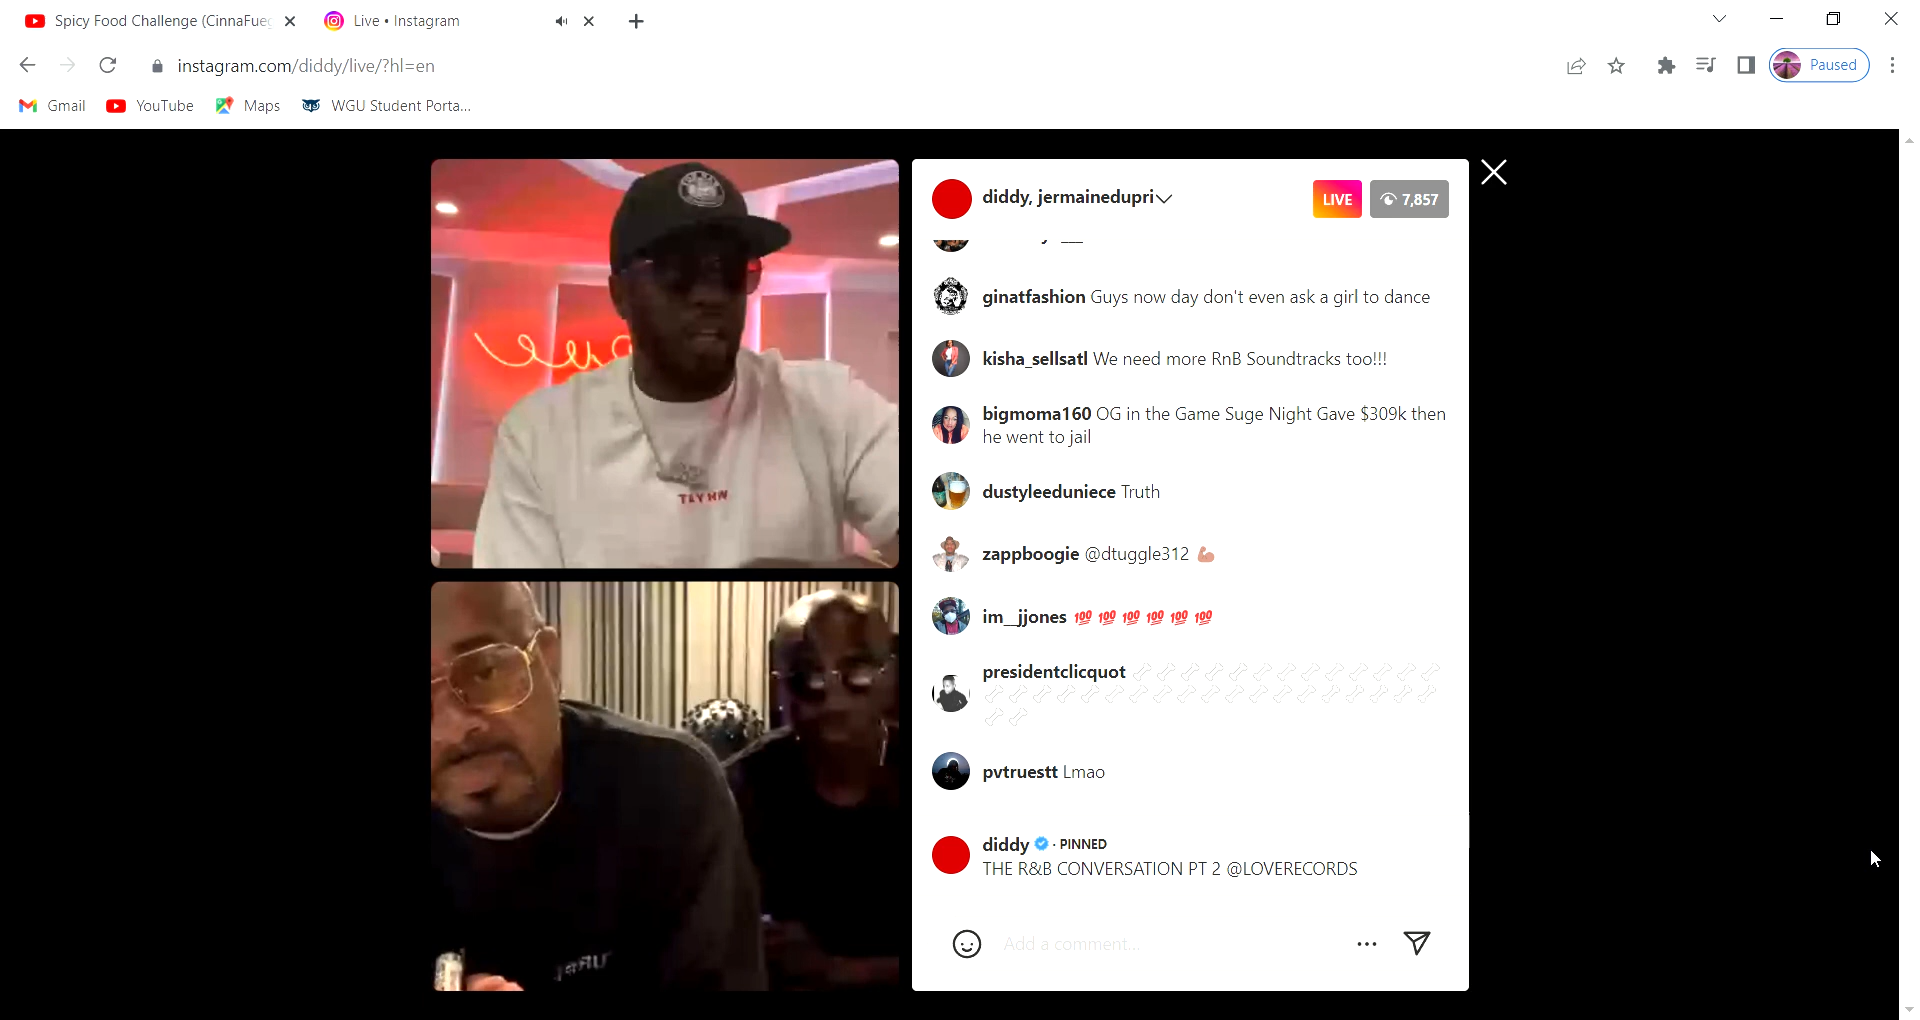 Spicy Food Challenge (CinnaFueg
Live • Instagram
instagram.com/diddy/live/?hl=en
Paused
Gmail
YouTube
Maps
WGU Student Porta...
diddy, jermainedupri
LIVE
7,857
ginatfashion Guys now day don't even ask a girl to dance
kisha_sellsatl We need more RnB Soundtracks too!!!
bigmoma160 OG in the Game Suge Night Gave $309k then
he went to jail
dustyleeduniece Truth
zappboogie @dtuggle312 💪🏽
im__jjones 💯 💯 💯 💯 💯 💯
presidentclicquot
pvtruestt Lmao
diddy · PINNED
THE R&B CONVERSATION PT 2 @LOVERECORDS
Add a comment...